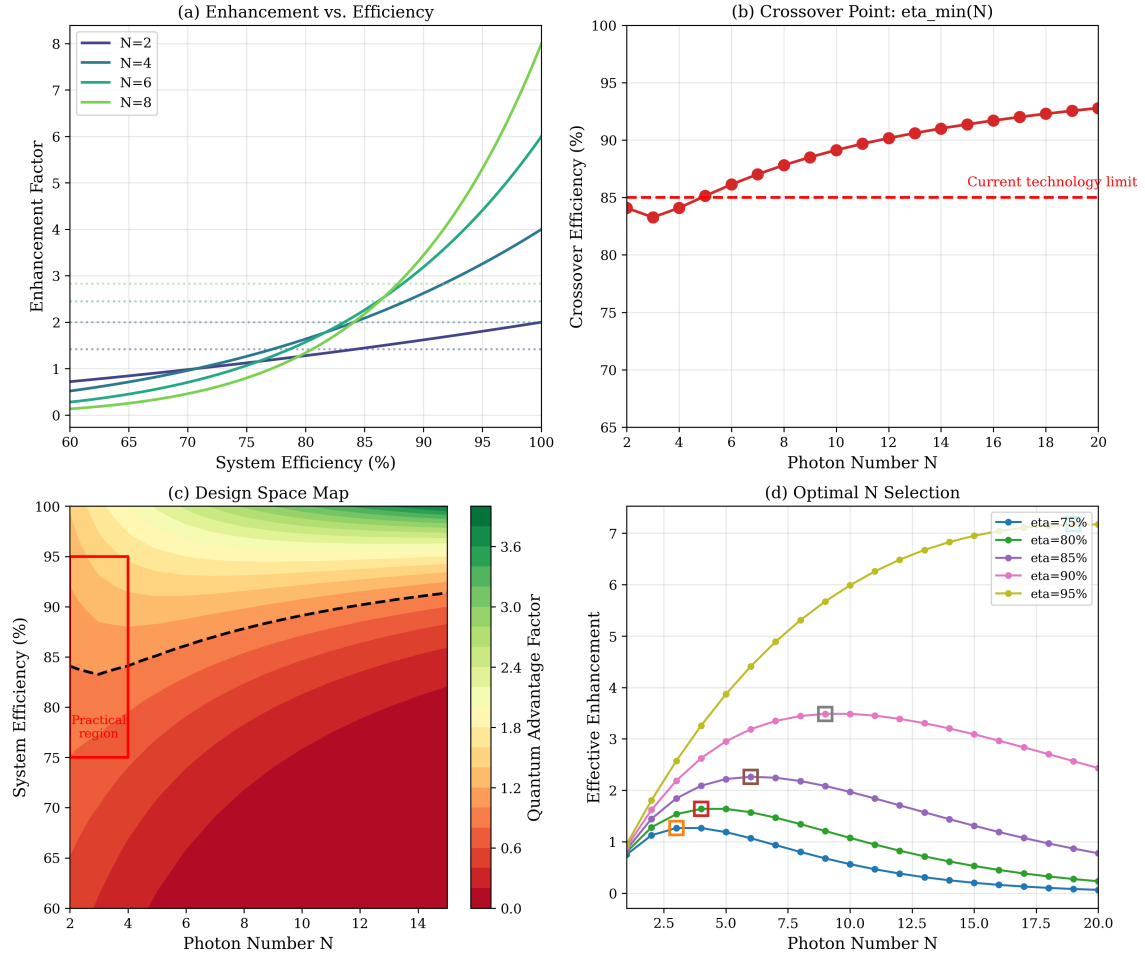 (a) Enhancement vs. Efficiency
Enhancement Factor
8
7
6
5
4
3
2
1
0
N=2
N=4
N=6
N=8
60 65 70 75 80 85 90 95 100
System Efficiency (%)
(b) Crossover Point: eta_min(N)
Crossover Efficiency (%)
100
95
90
85
80
75
70
65
Current technology limit
2 4 6 8 10 12 14 16 18 20
Photon Number N
(c) Design Space Map
System Efficiency (%)
100
95
90
85
80
75
70
65
60
Practical
region
2 4 6 8 10 12 14
Photon Number N
3.6
3.0
2.4
1.8
1.2
0.6
0.0
Quantum Advantage Factor
(d) Optimal N Selection
Effective Enhancement
7
6
5
4
3
2
1
0
eta=75%
eta=80%
eta=85%
eta=90%
eta=95%
2.5 5.0 7.5 10.0 12.5 15.0 17.5 20.0
Photon Number N